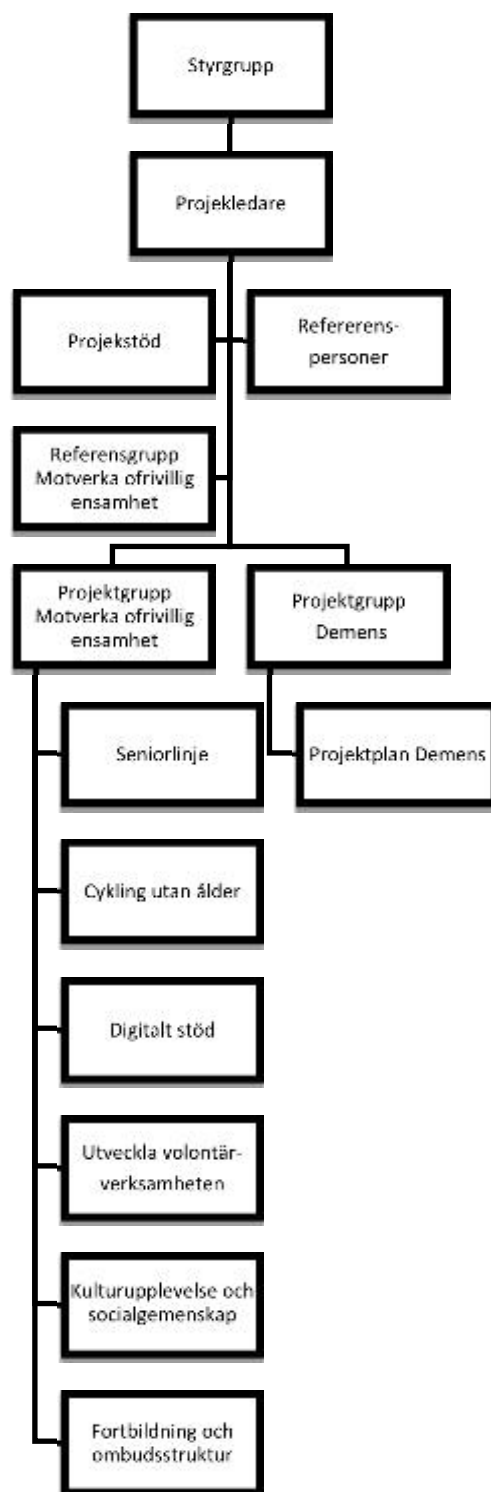 Styrgrupp
Projekledare
Projekstöd
Refererens-
personer
Referensgrupp
Motverka ofrivillig
ensamhet
Projektgrupp
Motverka ofrivillig
ensamhet
Projektgrupp
Demens
Seniorlinje
Projektplan Demens
Cykling utan ålder
Digitalt stöd
Utveckla volontär-
verksamheten
Kulturupplevelse och
socialgemenskap
Fortbildning och
ombudsstruktur